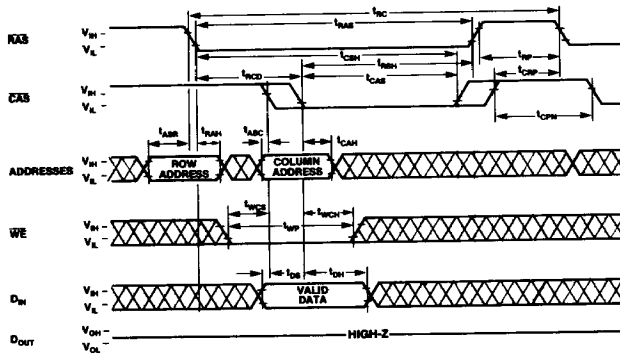 tRC
RAS
VIH
VIL
tRAS
tRP
tCSH
tRSH
tCRP
tRCD
tCAS
CAS
VIH
VIL
tCPN
tASR
tRAH
tASC
tCAH
ADDRESSES
VIH
VIL
ROW
ADDRESS
COLUMN
ADDRESS
tWCS
tWCH
tWP
WE
VIH
VIL
tDS
tDH
DIN
VIH
VIL
VALID
DATA
DOUT
VOH
VOL
HIGH-Z